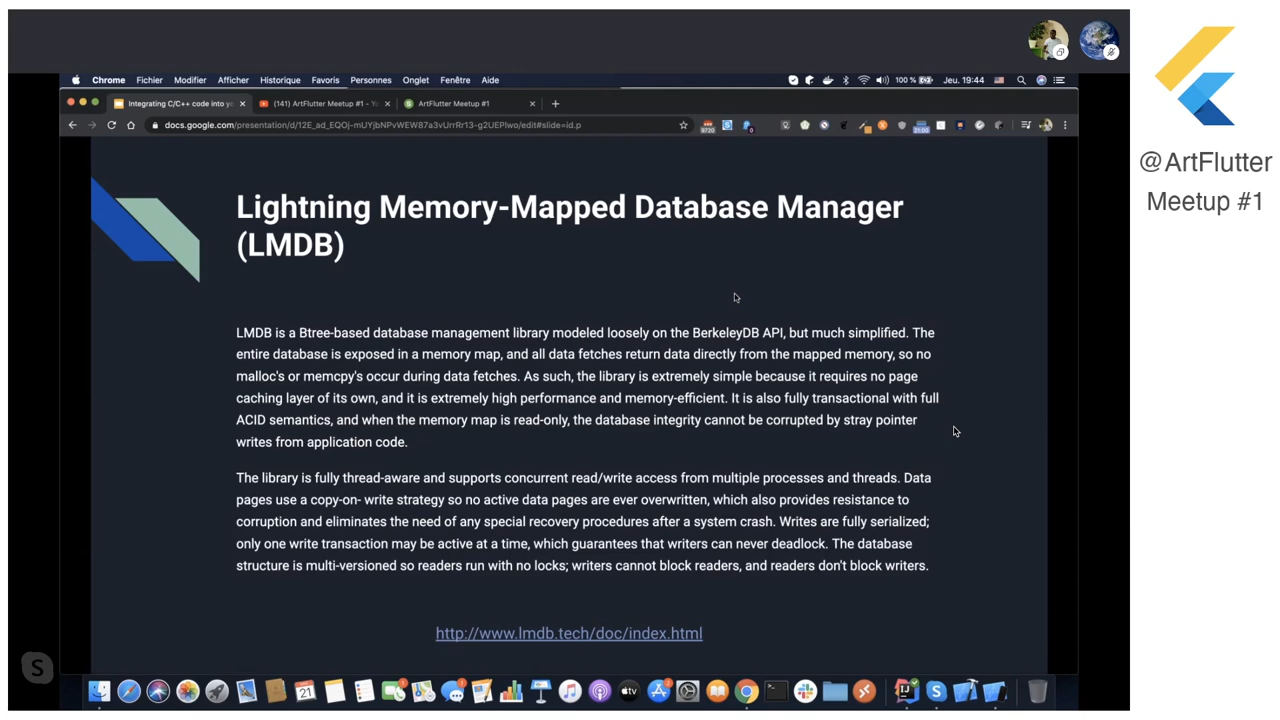 Chrome Fichier Modifier Afficher Historique Favoris Personnes Onglet Fenêtre Aide 100 % Jeu. 19:44
Integrating C/C++ code into yo (141) ArtFlutter Meetup #1 - Yo ArtFlutter Meetup #1
@ArtFlutter
Meetup #1
Lightning Memory-Mapped Database Manager
(LMDB)
LMDB is a Btree-based database management library modeled loosely on the BerkeleyDB API, but much simplified. The
entire database is exposed in a memory map, and all data fetches return data directly from the mapped memory, so no
malloc's or memcpy's occur during data fetches. As such, the library is extremely simple because it requires no page
caching layer of its own, and it is extremely high performance and memory-efficient. It is also fully transactional with full
ACID semantics, and when the memory map is read-only, the database integrity cannot be corrupted by stray pointer
writes from application code.
The library is fully thread-aware and supports concurrent read/write access from multiple processes and threads. Data
pages use a copy-on- write strategy so no active data pages are ever overwritten, which also provides resistance to
corruption and eliminates the need of any special recovery procedures after a system crash. Writes are fully serialized;
only one write transaction may be active at a time, which guarantees that writers can never deadlock. The database
structure is multi-versioned so readers run with no locks; writers cannot block readers, and readers don't block writers.
http://www.lmdb.tech/doc/index.html